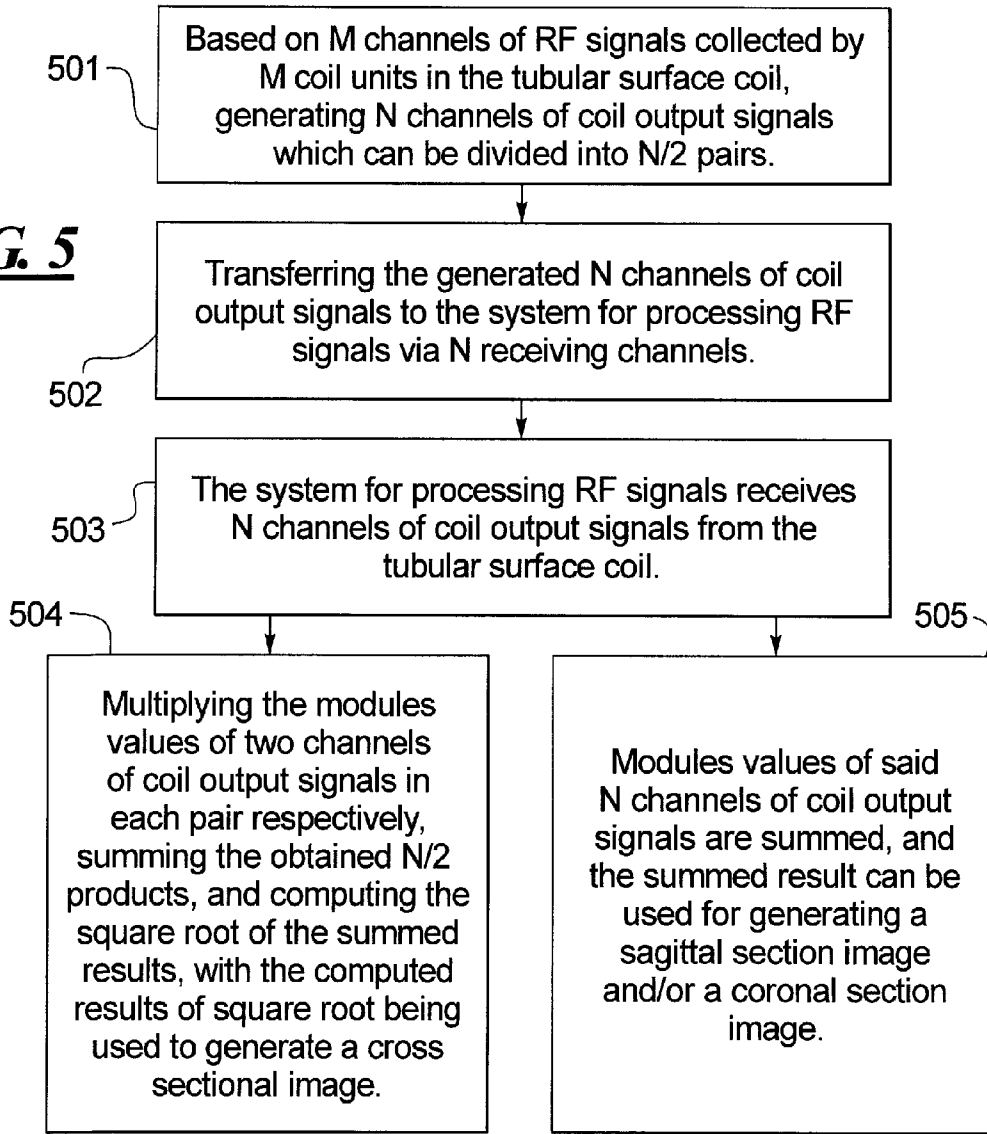 501
Based on M channels of RF signals collected by
M coil units in the tubular surface coil,
generating N channels of coil output signals
which can be divided into N/2 pairs.
G. 5
502
Transferring the generated N channels of coil
output signals to the system for processing RF
signals via N receiving channels.
503
The system for processing RF signals receives
N channels of coil output signals from the
tubular surface coil.
504
Multiplying the modules
values of two channels
of coil output signals in
each pair respectively,
summing the obtained N/2
products, and computing the
square root of the summed
results, with the computed
results of square root being
used to generate a cross
sectional image.
505
Modules values of said
N channels of coil output
signals are summed, and
the summed result can be
used for generating a
sagittal section image
and/or a coronal section
image.